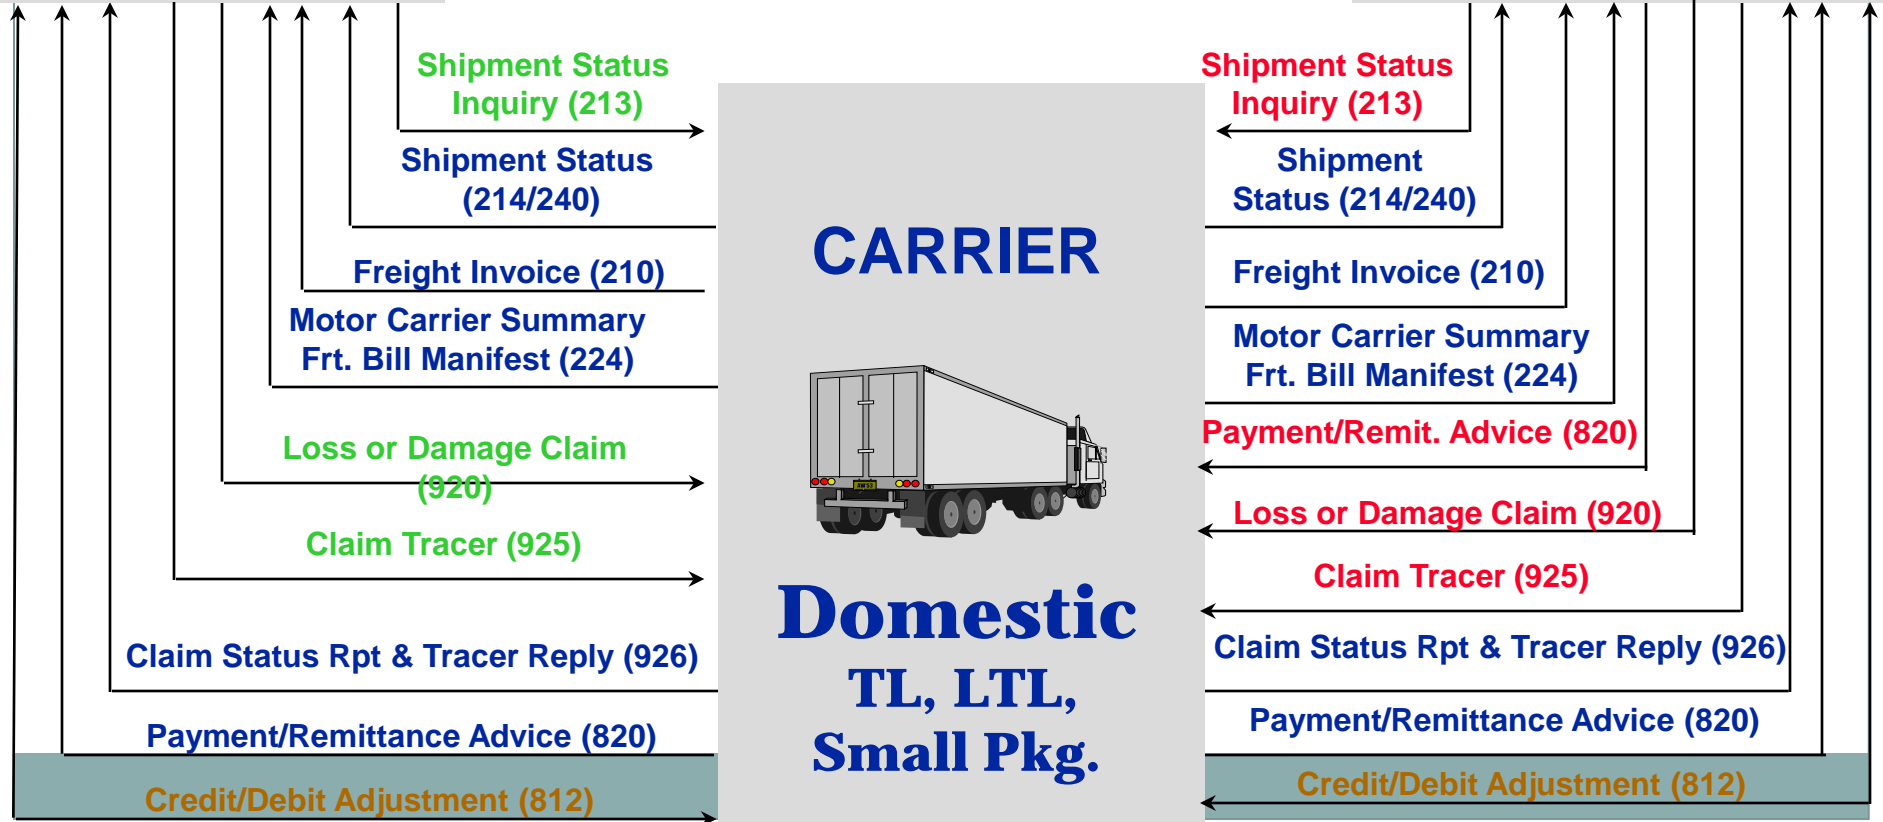 Shipment Status
Inquiry (213)
Shipment Status
(214/240)
Freight Invoice (210)
Motor Carrier Summary
Frt. Bill Manifest (224)
Loss or Damage Claim
(920)
Claim Tracer (925)
Claim Status Rpt & Tracer Reply (926)
Payment/Remittance Advice (820)
Credit/Debit Adjustment (812)
CARRIER
Domestic
TL, LTL,
Small Pkg.
Shipment Status
Inquiry (213)
Shipment
Status (214/240)
Freight Invoice (210)
Motor Carrier Summary
Frt. Bill Manifest (224)
Payment/Remit. Advice (820)
Loss or Damage Claim (920)
Claim Tracer (925)
Claim Status Rpt & Tracer Reply (926)
Payment/Remittance Advice (820)
Credit/Debit Adjustment (812)